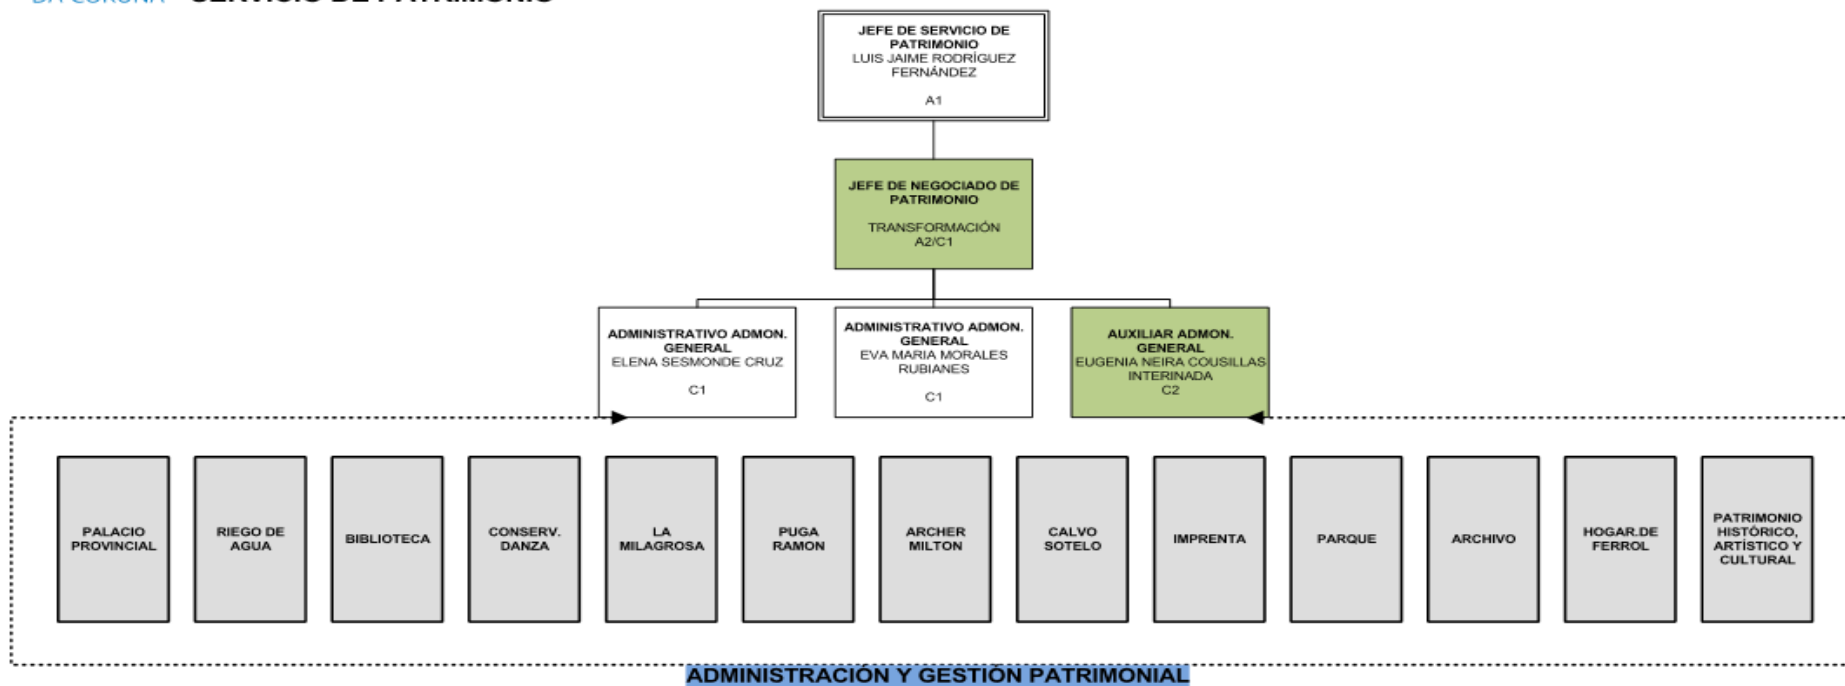 DA CORUÑA SERVICIO DE PATRIMONIO
JEFE DE SERVICIO DE
PATRIMONIO
LUIS JAIME RODRÍGUEZ
FERNÁNDEZ
A1
JEFE DE NEGOCIADO DE
PATRIMONIO
TRANSFORMACIÓN
A2/C1
ADMINISTRATIVO ADMON.
GENERAL
ELENA SESMONDE CRUZ
C1
ADMINISTRATIVO ADMON.
GENERAL
EVA MARIA MORALES
RUBIANES
C1
AUXILIAR ADMON.
GENERAL
EUGENIA NEIRA COUSILLAS
INTERINADA
C2
PALACIO
PROVINCIAL
RIEGO DE
AGUA
BIBLIOTECA
CONSERV.
DANZA
LA
MILAGROSA
PUGA
RAMON
ARCHER
MILTON
CALVO
SOTELO
IMPRENTA
PARQUE
ARCHIVO
HOGAR.DE
FERROL
PATRIMONIO
HISTÓRICO,
ARTÍSTICO Y
CULTURAL
ADMINISTRACIÓN Y GESTIÓN PATRIMONIAL